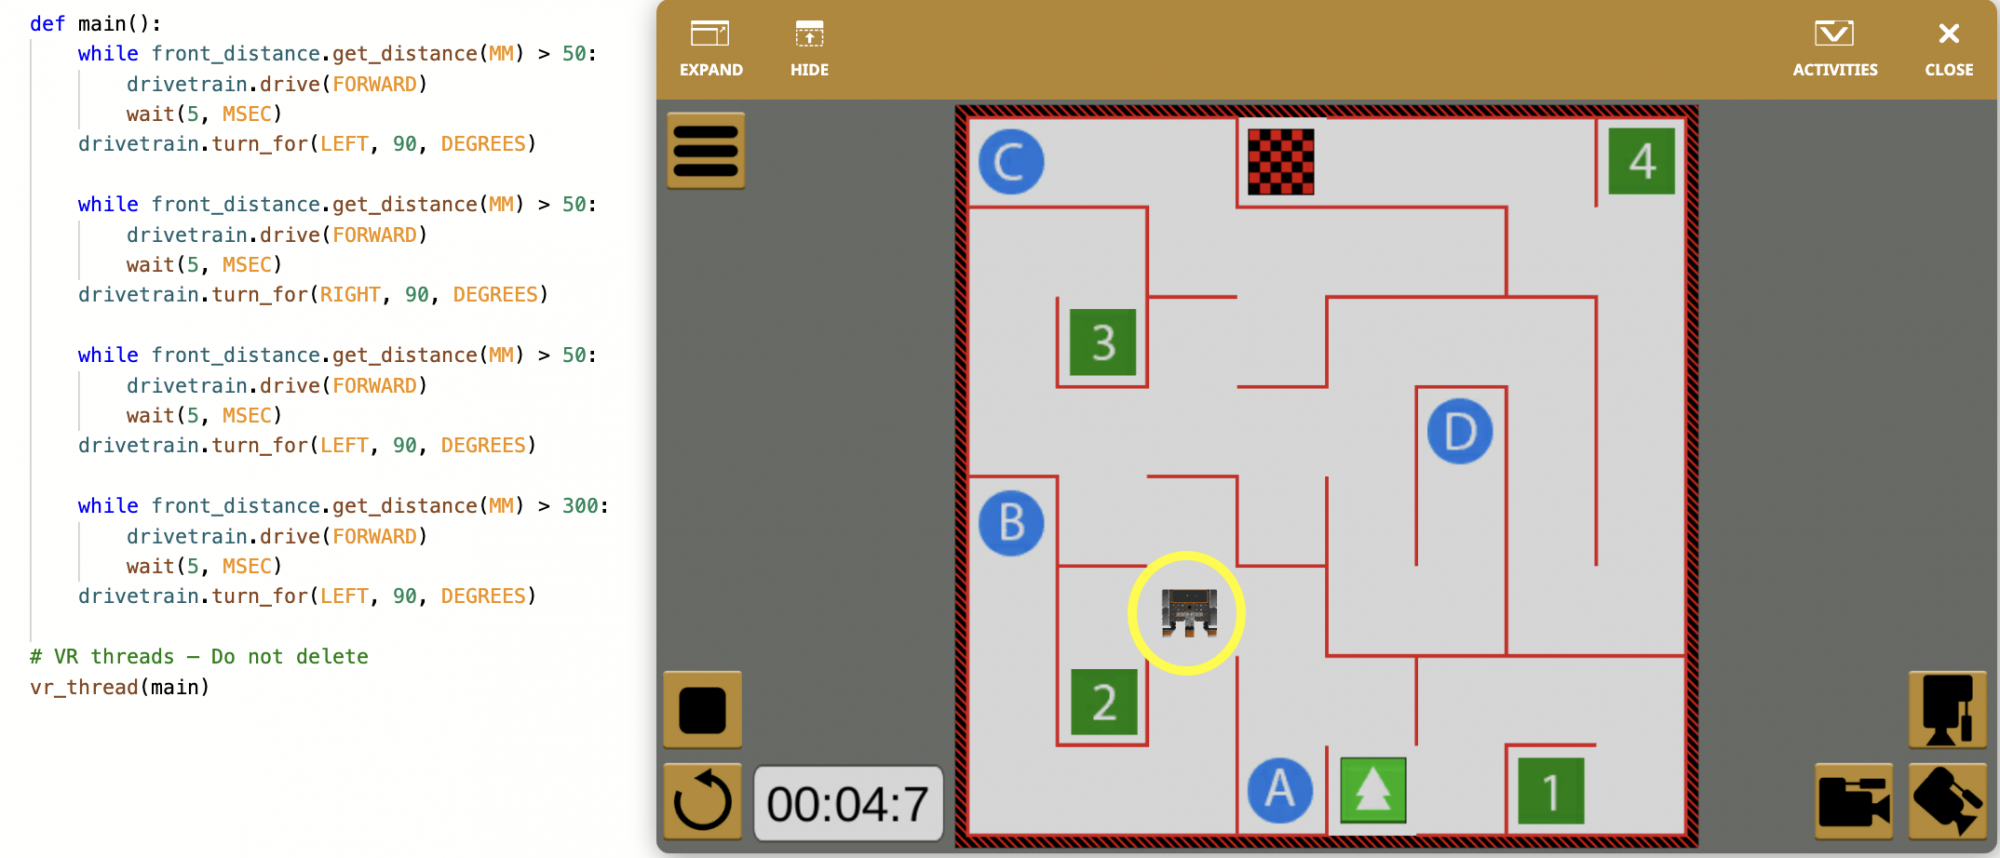 def main():
while front_distance.get_distance(MM) > 50:
drivetrain.drive(FORWARD)
wait(5, MSEC)
drivetrain.turn_for(LEFT, 90, DEGREES)
while front_distance.get_distance(MM) > 50:
drivetrain.drive(FORWARD)
wait(5, MSEC)
drivetrain.turn_for(RIGHT, 90, DEGREES)
while front_distance.get_distance(MM) > 50:
drivetrain.drive(FORWARD)
wait(5, MSEC)
drivetrain.turn_for(LEFT, 90, DEGREES)
while front_distance.get_distance(MM) > 300:
drivetrain.drive(FORWARD)
wait(5, MSEC)
drivetrain.turn_for(LEFT, 90, DEGREES)
# VR threads — Do not delete
vr_thread(main)
EXPAND
HIDE
ACTIVITIES
CLOSE
C
4
3
D
B
2
A
1
00:04:7